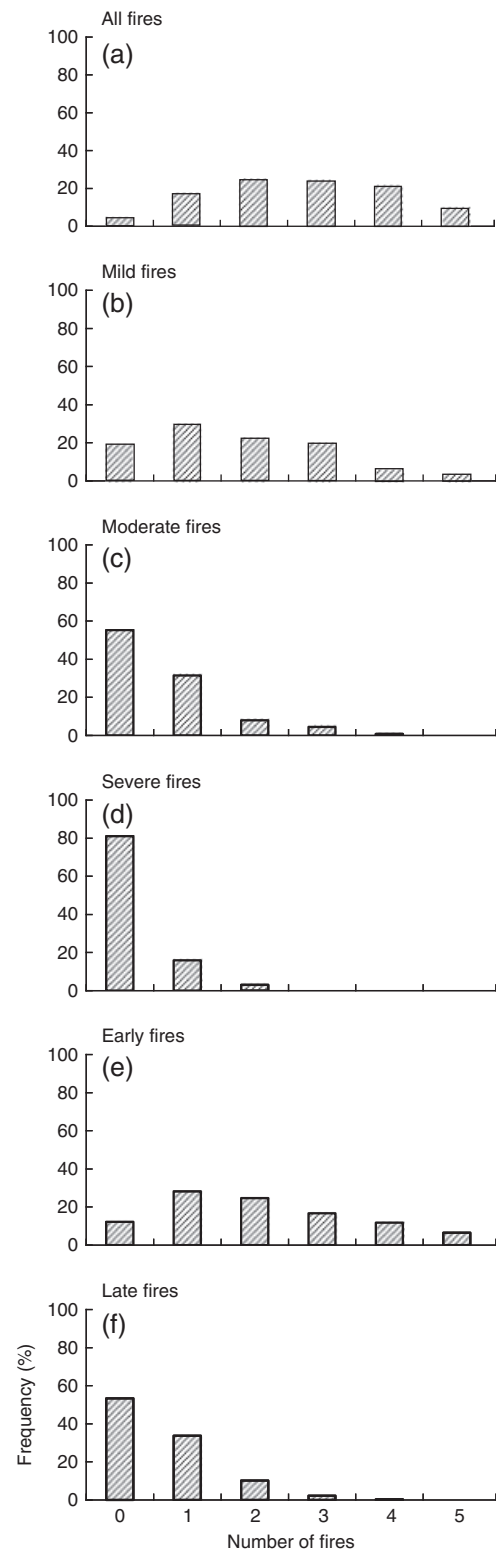 All fires
(a)
100
80
60
40
20
0
Mild fires
(b)
100
80
60
40
20
0
Moderate fires
(c)
100
80
60
40
20
0
Severe fires
(d)
100
80
60
40
20
0
Early fires
(e)
100
80
60
40
20
0
Late fires
(f)
100
80
60
40
20
0
Frequency (%)
0 1 2 3 4 5
Number of fires